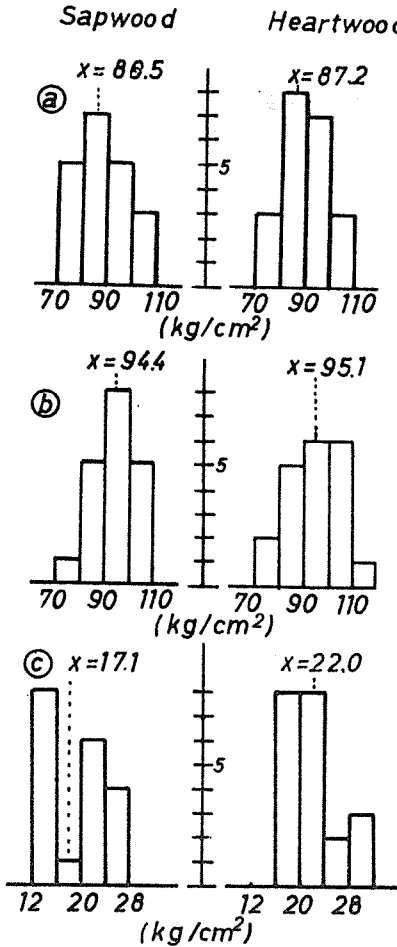 Sapwood Heartwood
x=86.5 x=87.2
a
5
70 90 110 70 90 110
(kg/cm²)
x=94.4 x=95.1
b
5
70 90 110 70 90 110
(kg/cm²)
c x=17.1 x=22.0
5
12 20 28 12 20 28
(kg/cm²)